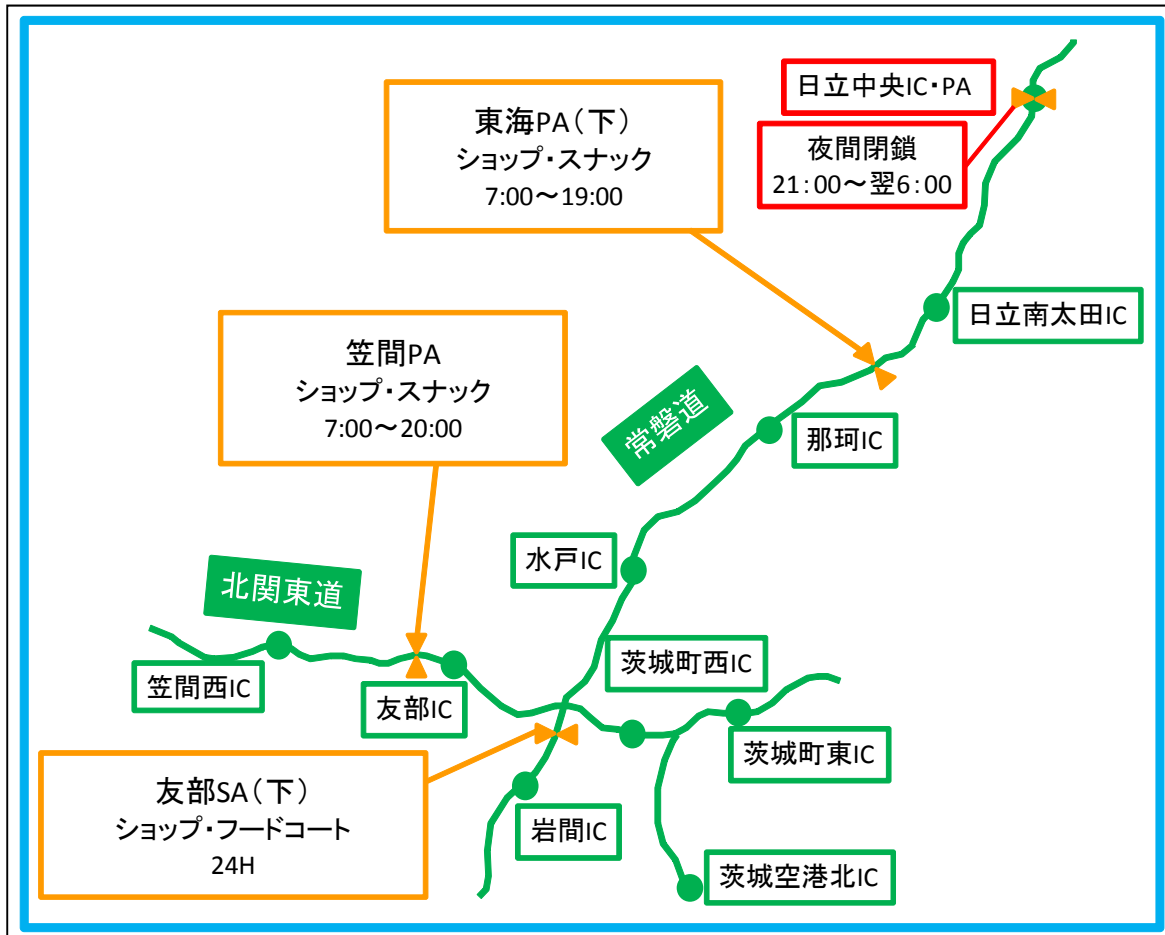 日立中央IC・PA
夜間閉鎖
21:00～翌6:00
東海PA（下）
ショップ・スナック
7:00～19:00
日立南太田IC
笠間PA
ショップ・スナック
7:00～20:00
常磐道
那珂IC
水戸IC
北関東道
笠間西IC
友部IC
茨城町西IC
茨城町東IC
友部SA（下）
ショップ・フードコート
24H
岩間IC
茨城空港北IC